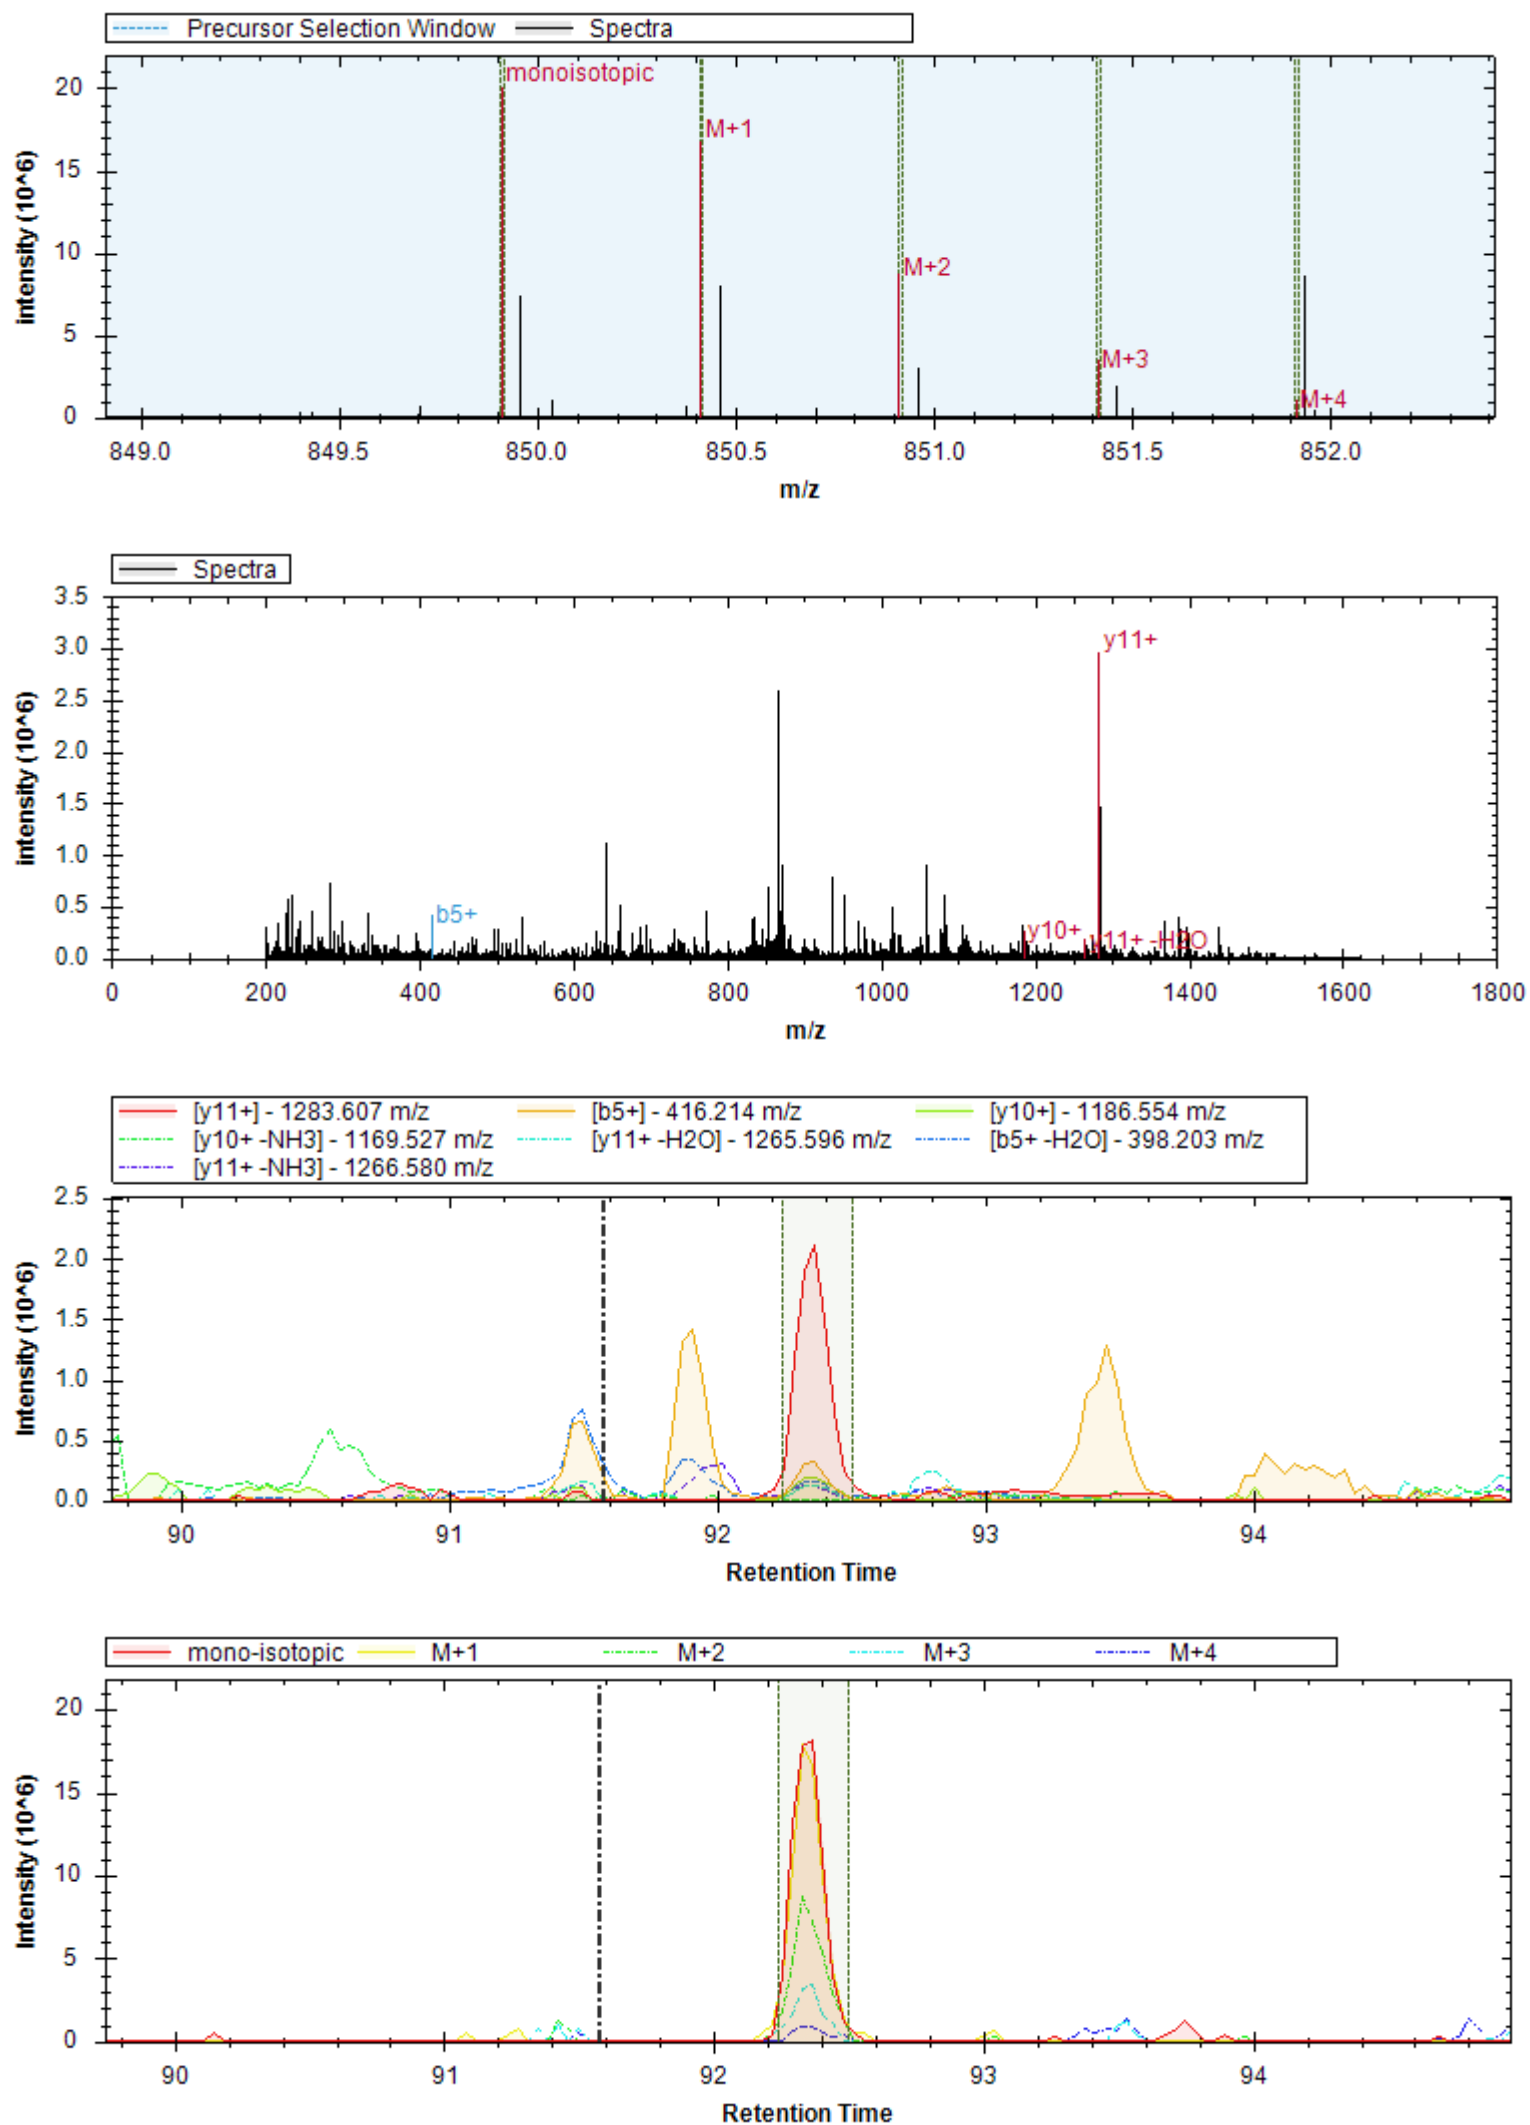 Precursor Selection Window Spectra
monoisotopic
M+1
M+2
M+3
M+4
intensity (10^6)
20
15
10
5
0
849.0 849.5 850.0 850.5 851.0 851.5 852.0
m/z
Spectra
y11+
b5+
y10+
y11+ -H2O
intensity (10^6)
3.5
3.0
2.5
2.0
1.5
1.0
0.5
0.0
0 200 400 600 800 1000 1200 1400 1600 1800
m/z
[y11+] - 1283.607 m/z [b5+] - 416.214 m/z [y10+] - 1186.554 m/z
[y10+ -NH3] - 1169.527 m/z [y11+ -H2O] - 1265.596 m/z [b5+ -H2O] - 398.203 m/z
[y11+ -NH3] - 1266.580 m/z
Intensity (10^6)
2.5
2.0
1.5
1.0
0.5
0.0
90 91 92 93 94
Retention Time
mono-isotopic M+1 M+2 M+3 M+4
Intensity (10^6)
20
15
10
5
0
90 91 92 93 94
Retention Time